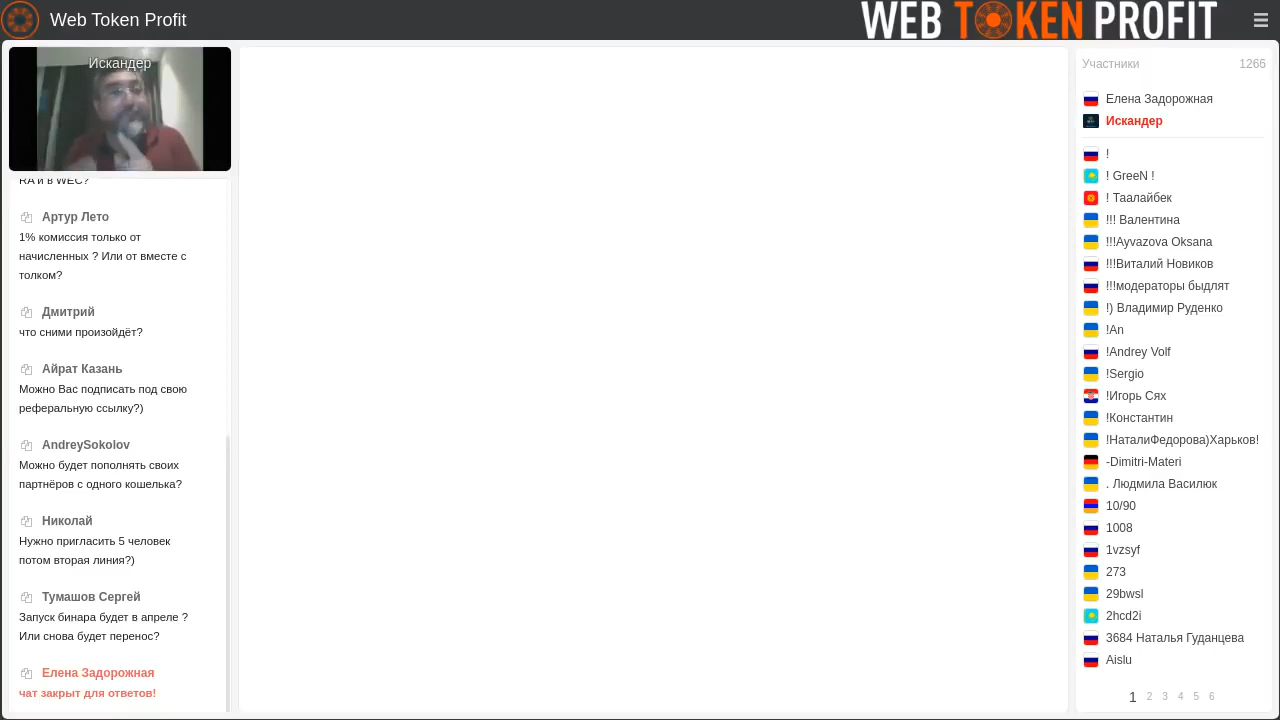 Web Token Profit
WEB TOKEN PROFIT
Искандер
RA и в WEC?
Артур Лето
1% комиссия только от
начисленных ? Или от вместе с
толком?
Дмитрий
что сними произойдёт?
Айрат Казань
Можно Вас подписать под свою
реферальную ссылку?)
AndreySokolov
Можно будет пополнять своих
партнёров с одного кошелька?
Николай
Нужно пригласить 5 человек
потом вторая линия?)
Тумашов Сергей
Запуск бинара будет в апреле ?
Или снова будет перенос?
Елена Задорожная
чат закрыт для ответов!
Участники 1265
Елена Задорожная
Искандер
!
! GreeN !
! Таалайбек
!!! Валентина
!!!Ayvazova Oksana
!!!Виталий Новиков
!!!модераторы быдлят
!) Владимир Руденко
!An
!Andrey Volf
!Sergio
!Игорь Сях
!Константин
!НаталиФедорова)Харьков!
-Dimitri-Materi
. Людмила Василюк
10/90
1008
1vzsyf
273
29bwsl
2hcd2i
3684 Наталья Гуданцева
Aislu
1 2 3 4 5 6